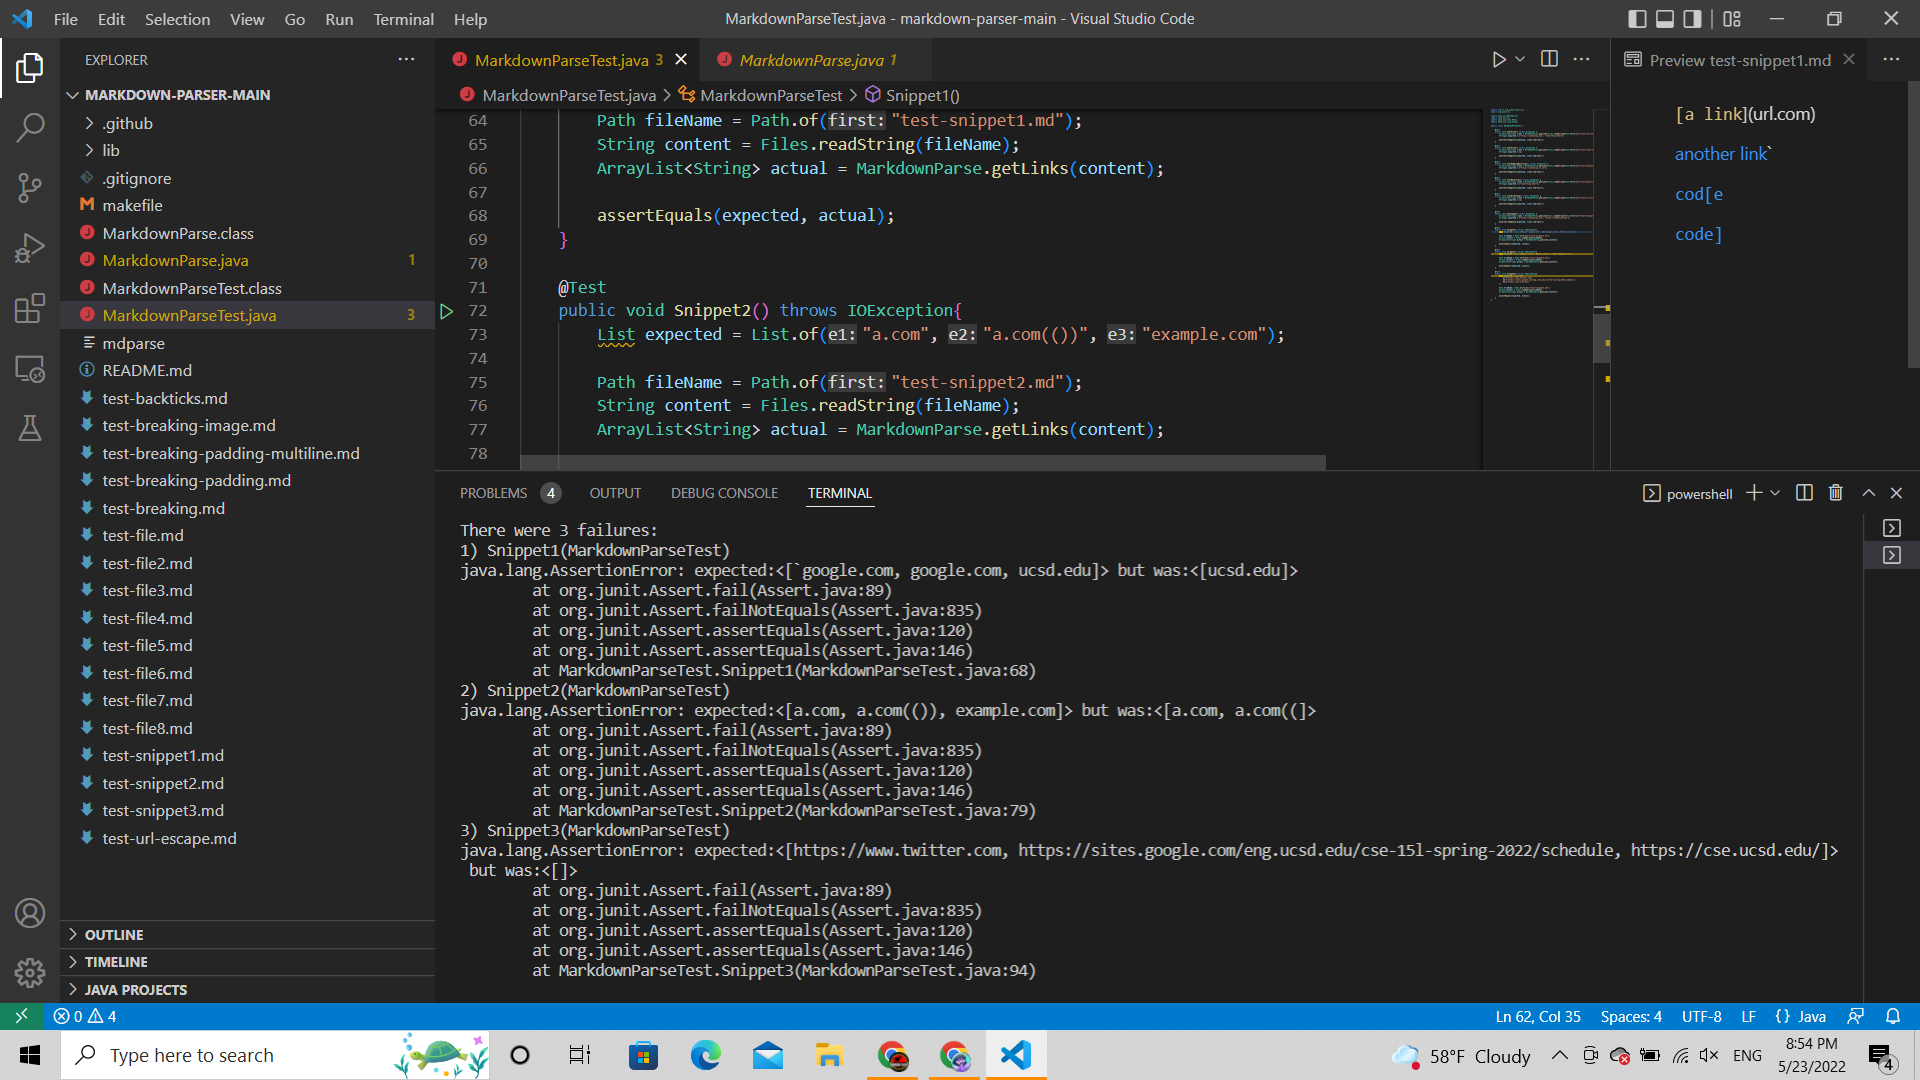 File Edit Selection View Go Run Terminal Help
MarkdownParseTest.java - markdown-parser-main - Visual Studio Code
EXPLORER
MARKDOWN-PARSER-MAIN
.github
lib
.gitignore
makefile
MarkdownParse.class
MarkdownParse.java 1
MarkdownParseTest.class
MarkdownParseTest.java 3
mdparse
README.md
test-backticks.md
test-breaking-image.md
test-breaking-padding-multiline.md
test-breaking-padding.md
test-breaking.md
test-file.md
test-file2.md
test-file3.md
test-file4.md
test-file5.md
test-file6.md
test-file7.md
test-file8.md
test-snippet1.md
test-snippet2.md
test-snippet3.md
test-url-escape.md
OUTLINE
TIMELINE
JAVA PROJECTS
MarkdownParseTest.java 3
MarkdownParse.java 1
MarkdownParseTest.java > MarkdownParseTest > Snippet1()
64 Path fileName = Path.of(first: "test-snippet1.md");
65 String content = Files.readString(fileName);
66 ArrayList<String> actual = MarkdownParse.getLinks(content);
67
68 assertEquals(expected, actual);
69 }
70
71 @Test
72 public void Snippet2() throws IOException{
73 List expected = List.of(e1: "a.com", e2: "a.com(())", e3: "example.com");
74
75 Path fileName = Path.of(first: "test-snippet2.md");
76 String content = Files.readString(fileName);
77 ArrayList<String> actual = MarkdownParse.getLinks(content);
78
Preview test-snippet1.md
[a link](url.com)
another link`
cod[e
code]
PROBLEMS 4 OUTPUT DEBUG CONSOLE TERMINAL
powershell
There were 3 failures:
1) Snippet1(MarkdownParseTest)
java.lang.AssertionError: expected:<[`google.com, google.com, ucsd.edu]> but was:<[ucsd.edu]>
at org.junit.Assert.fail(Assert.java:89)
at org.junit.Assert.failNotEquals(Assert.java:835)
at org.junit.Assert.assertEquals(Assert.java:120)
at org.junit.Assert.assertEquals(Assert.java:146)
at MarkdownParseTest.Snippet1(MarkdownParseTest.java:68)
2) Snippet2(MarkdownParseTest)
java.lang.AssertionError: expected:<[a.com, a.com(()), example.com]> but was:<[a.com, a.com((]>
at org.junit.Assert.fail(Assert.java:89)
at org.junit.Assert.failNotEquals(Assert.java:835)
at org.junit.Assert.assertEquals(Assert.java:120)
at org.junit.Assert.assertEquals(Assert.java:146)
at MarkdownParseTest.Snippet2(MarkdownParseTest.java:79)
3) Snippet3(MarkdownParseTest)
java.lang.AssertionError: expected:<[https://www.twitter.com, https://sites.google.com/eng.ucsd.edu/cse-15l-spring-2022/schedule, https://cse.ucsd.edu/]>
but was:<[]>
at org.junit.Assert.fail(Assert.java:89)
at org.junit.Assert.failNotEquals(Assert.java:835)
at org.junit.Assert.assertEquals(Assert.java:120)
at org.junit.Assert.assertEquals(Assert.java:146)
at MarkdownParseTest.Snippet3(MarkdownParseTest.java:94)
0 4
Ln 62, Col 35 Spaces: 4 UTF-8 LF {} Java
Type here to search
58°F Cloudy
ENG
8:54 PM
5/23/2022
4